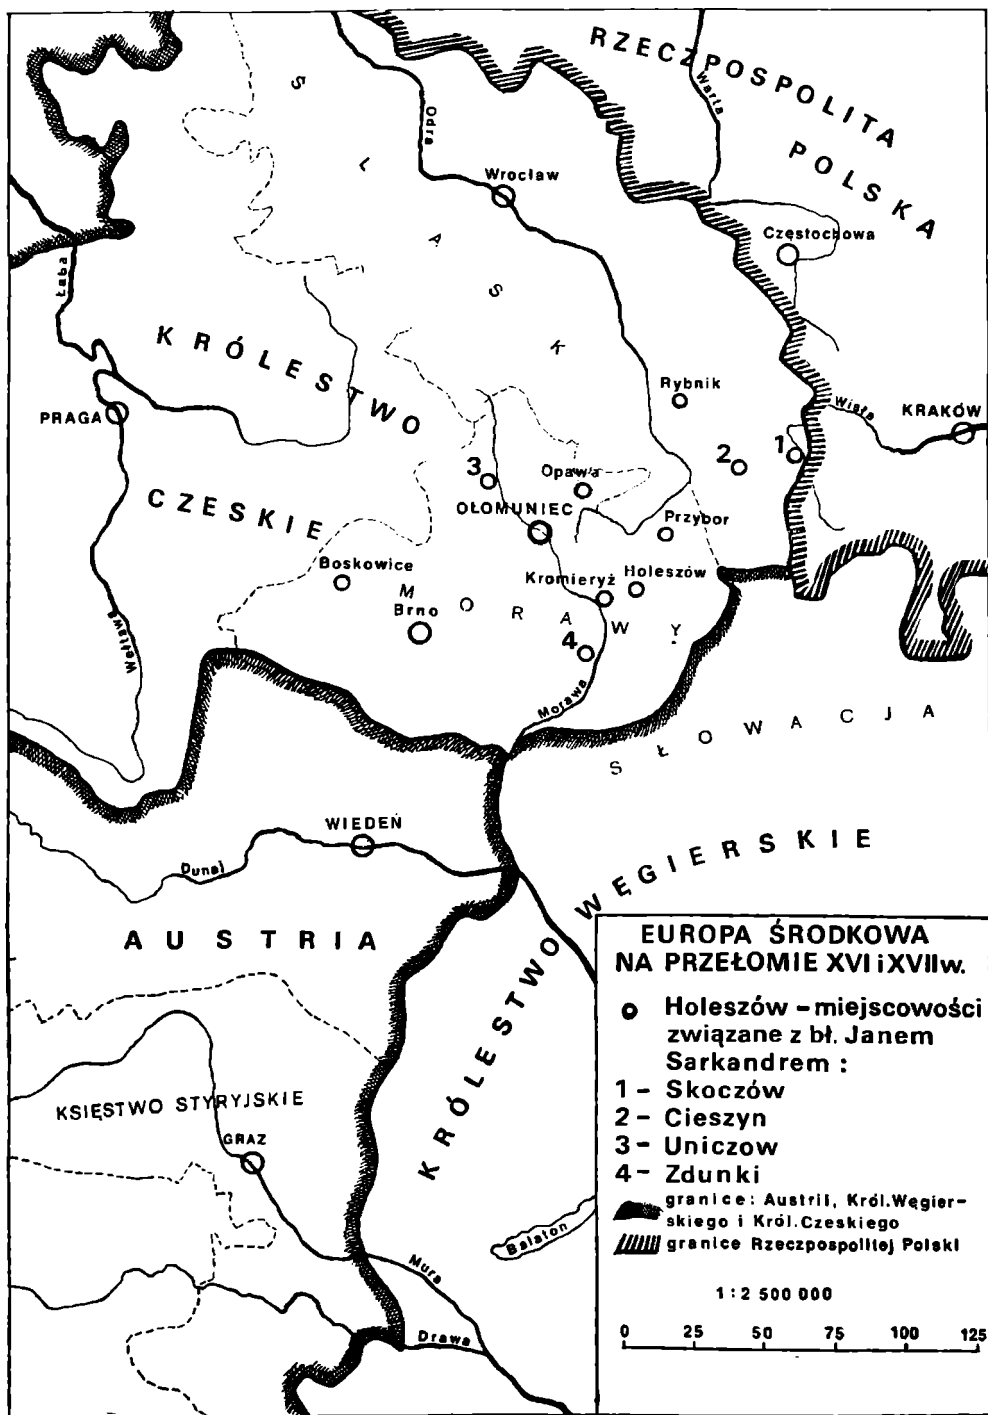 RZECZPOSPOLITA
POLSKA
ŚLĄSK
Odra
Warta
Wrocław
Częstochowa
Łaba
KRÓLESTWO
CZESKIE
PRAGA
Rybnik
Wisła
KRAKÓW
1
2
3
Opawa
OŁOMUNIEC
Przybor
Boskowice
Kromieryż
Holeszów
MORAWY
Brno
4
Wełtawa
Morawa
SŁOWACJA
WIEDEŃ
Dunaj
AUSTRIA
KRÓLESTWO WĘGIERSKIE
KSIĘSTWO STYRYJSKIE
GRAZ
Balaton
Mura
Drawa
EUROPA ŚRODKOWA
NA PRZEŁOMIE XVI i XVII w.
Holeszów – miejscowości
związane z bł. Janem
Sarkandrem :
1 – Skoczów
2 – Cieszyn
3 – Uniczow
4 – Zdunki
granice: Austrii, Król. Węgier-
skiego i Król. Czeskiego
granice Rzeczpospolitej Polski
1 : 2 500 000
0 25 50 75 100 125